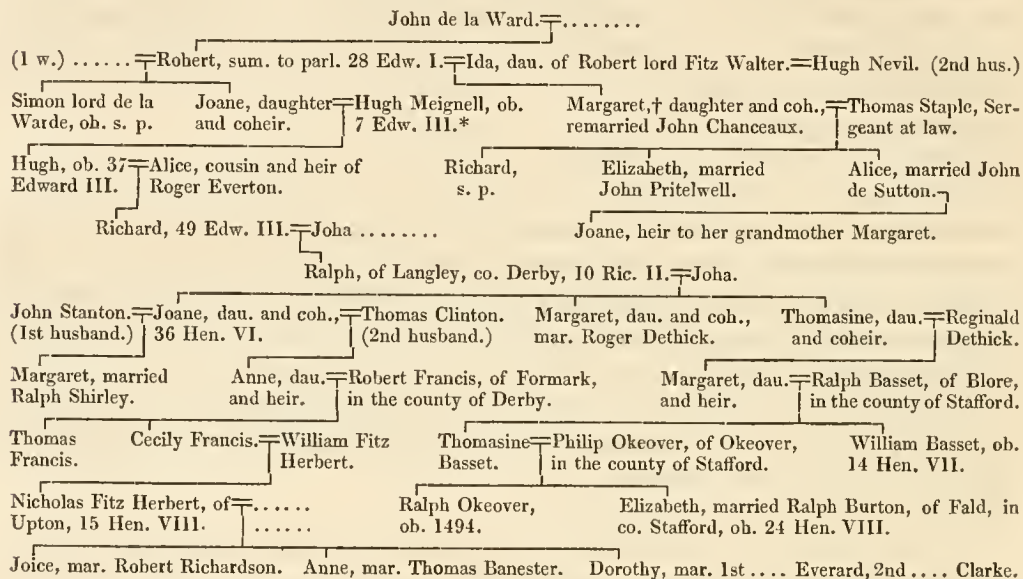 John de la Ward.=........
(1 w.) ......=Robert, sum. to parl. 28 Edw. I.=Ida, dau. of Robert lord Fitz Walter.=Hugh Nevil. (2nd hus.)
Simon lord de la Joane, daughter=Hugh Meignell, ob. Margaret,† daughter and coh.,=Thomas Staple, Ser-
Warde, ob. s. p. and coheir. 7 Edw. III.* remarried John Chanceaux. geant at law.
Hugh, ob. 37=Alice, cousin and heir of Richard, Elizabeth, married Alice, married John
Edward III. Roger Everton. s. p. John Pritelwell. de Sutton.
Richard, 49 Edw. III.=Joha ........ Joane, heir to her grandmother Margaret.
Ralph, of Langley, co. Derby, 10 Ric. II.=Joha.
John Stanton.=Joane, dau. and coh.,=Thomas Clinton. Margaret, dau. and coh., Thomasine, dau.=Reginald
(1st husband.) 36 Hen. VI. (2nd husband.) mar. Roger Dethick. and coheir. Dethick.
Margaret, married Anne, dau.=Robert Francis, of Formark, Margaret, dau.=Ralph Basset, of Blore,
Ralph Shirley. and heir. in the county of Derby. and heir. in the county of Stafford.
Thomas Cecily Francis.=William Fitz Thomasine=Philip Okeover, of Okeover, William Basset, ob.
Francis. Herbert. Basset. in the county of Stafford. 14 Hen. VII.
Nicholas Fitz Herbert, of=...... Ralph Okeover, Elizabeth, married Ralph Burton, of Fald, in
Upton, 15 Hen. VIII. ...... ob. 1494. co. Stafford, ob. 24 Hen. VIII.
Joice, mar. Robert Richardson. Anne, mar. Thomas Banester. Dorothy, mar. 1st .... Everard, 2nd .... Clarke.